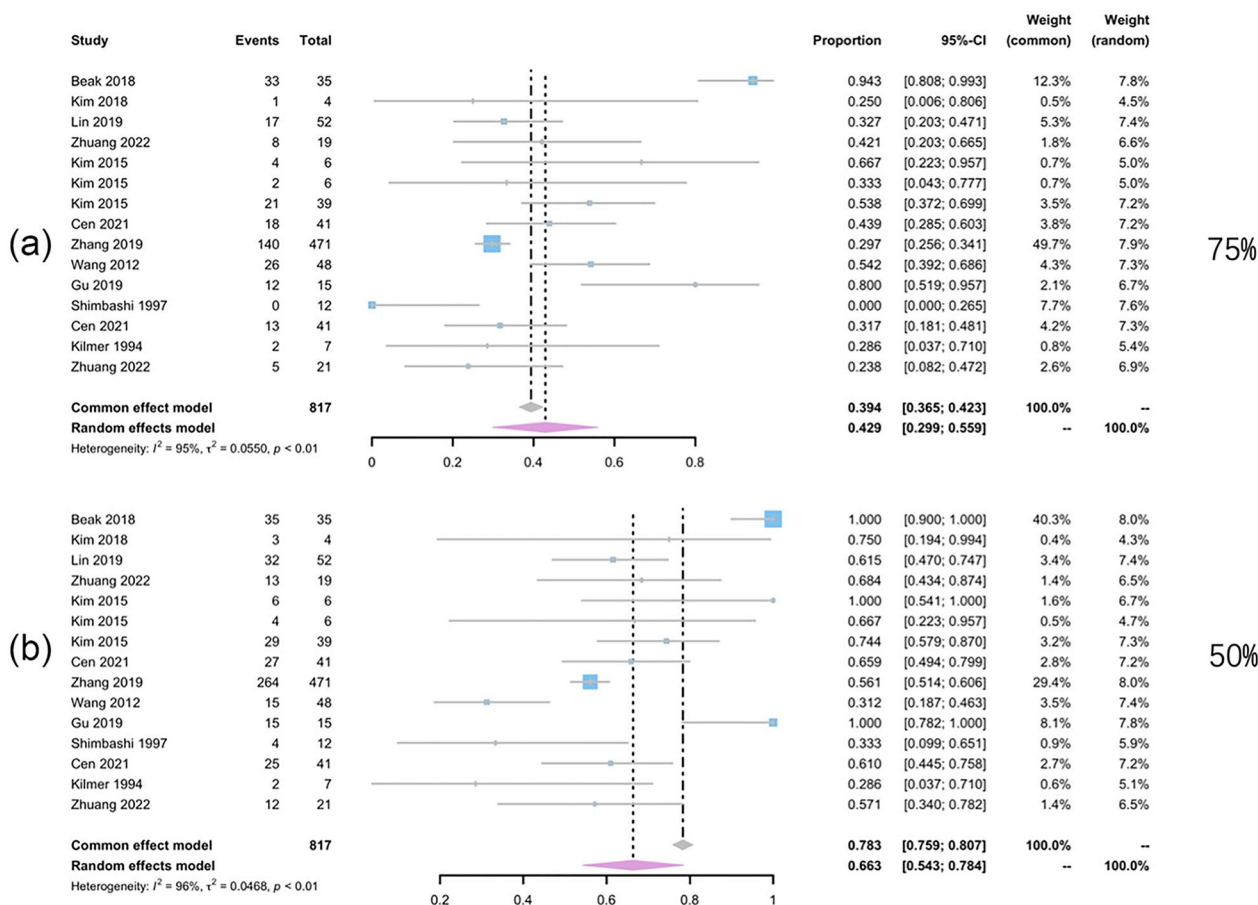 Weight Weight
Study Events Total Proportion 95%-CI (common) (random)
Beak 2018 33 35 0.943 [0.808; 0.993] 12.3% 7.8%
Kim 2018 1 4 0.250 [0.006; 0.806] 0.5% 4.5%
Lin 2019 17 52 0.327 [0.203; 0.471] 5.3% 7.4%
Zhuang 2022 8 19 0.421 [0.203; 0.665] 1.8% 6.6%
Kim 2015 4 6 0.667 [0.223; 0.957] 0.7% 5.0%
Kim 2015 2 6 0.333 [0.043; 0.777] 0.7% 5.0%
Kim 2015 21 39 0.538 [0.372; 0.699] 3.5% 7.2%
Cen 2021 18 41 0.439 [0.285; 0.603] 3.8% 7.2%
(a) Zhang 2019 140 471 0.297 [0.256; 0.341] 49.7% 7.9% 75%
Wang 2012 26 48 0.542 [0.392; 0.686] 4.3% 7.3%
Gu 2019 12 15 0.800 [0.519; 0.957] 2.1% 6.7%
Shimbashi 1997 0 12 0.000 [0.000; 0.265] 7.7% 7.6%
Cen 2021 13 41 0.317 [0.181; 0.481] 4.2% 7.3%
Kilmer 1994 2 7 0.286 [0.037; 0.710] 0.8% 5.4%
Zhuang 2022 5 21 0.238 [0.082; 0.472] 2.6% 6.9%
Common effect model 817 0.394 [0.365; 0.423] 100.0% --
Random effects model 0.429 [0.299; 0.559] -- 100.0%
Heterogeneity: I² = 95%, τ² = 0.0550, p < 0.01
0 0.2 0.4 0.6 0.8
Beak 2018 35 35 1.000 [0.900; 1.000] 40.3% 8.0%
Kim 2018 3 4 0.750 [0.194; 0.994] 0.4% 4.3%
Lin 2019 32 52 0.615 [0.470; 0.747] 3.4% 7.4%
Zhuang 2022 13 19 0.684 [0.434; 0.874] 1.4% 6.5%
Kim 2015 6 6 1.000 [0.541; 1.000] 1.6% 6.7%
Kim 2015 4 6 0.667 [0.223; 0.957] 0.5% 4.7%
Kim 2015 29 39 0.744 [0.579; 0.870] 3.2% 7.3%
(b) Cen 2021 27 41 0.659 [0.494; 0.799] 2.8% 7.2% 50%
Zhang 2019 264 471 0.561 [0.514; 0.606] 29.4% 8.0%
Wang 2012 15 48 0.312 [0.187; 0.463] 3.5% 7.4%
Gu 2019 15 15 1.000 [0.782; 1.000] 8.1% 7.8%
Shimbashi 1997 4 12 0.333 [0.099; 0.651] 0.9% 5.9%
Cen 2021 25 41 0.610 [0.445; 0.758] 2.7% 7.2%
Kilmer 1994 2 7 0.286 [0.037; 0.710] 0.6% 5.1%
Zhuang 2022 12 21 0.571 [0.340; 0.782] 1.4% 6.5%
Common effect model 817 0.783 [0.759; 0.807] 100.0% --
Random effects model 0.663 [0.543; 0.784] -- 100.0%
Heterogeneity: I² = 96%, τ² = 0.0468, p < 0.01
0.2 0.4 0.6 0.8 1